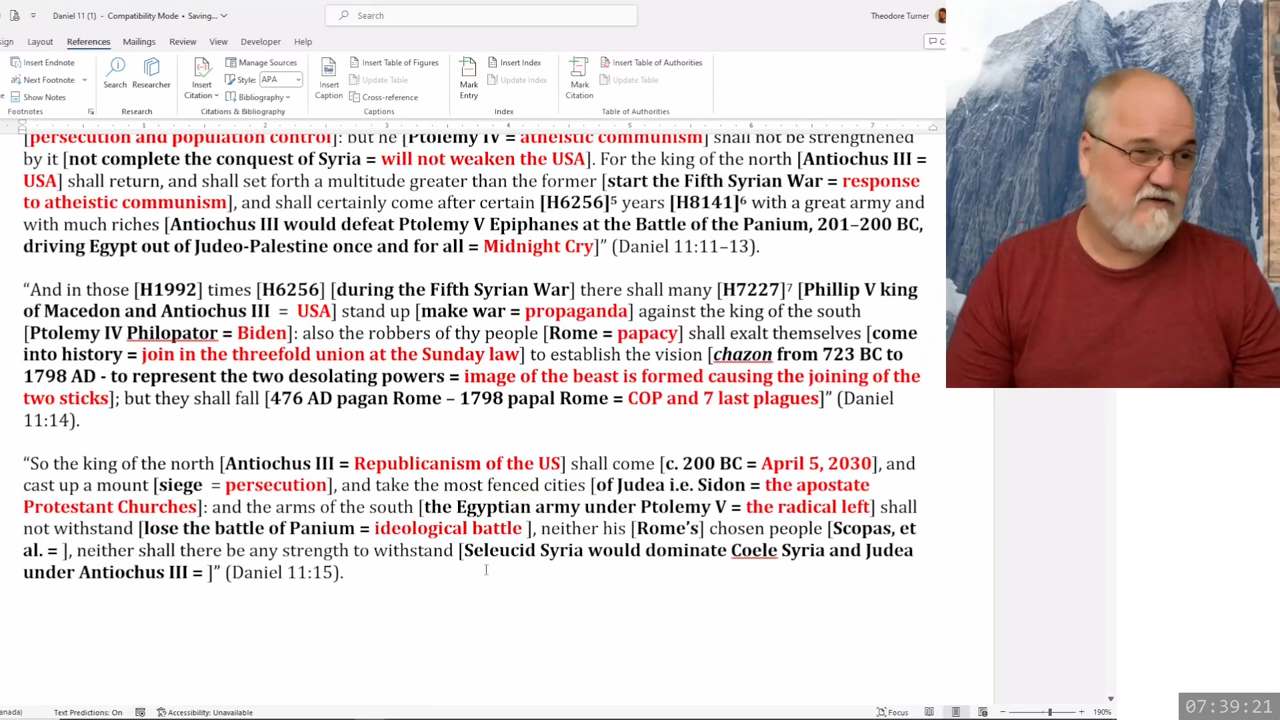 Daniel 11 (1) - Compatibility Mode • Saving...
Search
Theodore Turner
sign Layout References Mailings Review View Developer Help
Insert Endnote
Next Footnote
Show Notes
Footnotes
Search
Researcher
Research
Insert Citation
Manage Sources
Style: APA
Bibliography
Citations & Bibliography
Insert Caption
Insert Table of Figures
Update Table
Cross-reference
Captions
Mark Entry
Insert Index
Update Index
Index
Mark Citation
Insert Table of Authorities
Update Table
Table of Authorities
1 2 3 4 5 6 7
[persecution and population control]: but he [Ptolemy IV = atheistic communism] shall not be strengthened
by it [not complete the conquest of Syria = will not weaken the USA]. For the king of the north [Antiochus III =
USA] shall return, and shall set forth a multitude greater than the former [start the Fifth Syrian War = response
to atheistic communism], and shall certainly come after certain [H6256]⁵ years [H8141]⁶ with a great army and
with much riches [Antiochus III would defeat Ptolemy V Epiphanes at the Battle of the Panium, 201–200 BC,
driving Egypt out of Judeo-Palestine once and for all = Midnight Cry]” (Daniel 11:11–13).
“And in those [H1992] times [H6256] [during the Fifth Syrian War] there shall many [H7227]⁷ [Phillip V king
of Macedon and Antiochus III = USA] stand up [make war = propaganda] against the king of the south
[Ptolemy IV Philopator = Biden]: also the robbers of thy people [Rome = papacy] shall exalt themselves [come
into history = join in the threefold union at the Sunday law] to establish the vision [chazon from 723 BC to
1798 AD - to represent the two desolating powers = image of the beast is formed causing the joining of the
two sticks]; but they shall fall [476 AD pagan Rome – 1798 papal Rome = COP and 7 last plagues]” (Daniel
11:14).
“So the king of the north [Antiochus III = Republicanism of the US] shall come [c. 200 BC = April 5, 2030], and
cast up a mount [siege = persecution], and take the most fenced cities [of Judea i.e. Sidon = the apostate
Protestant Churches]: and the arms of the south [the Egyptian army under Ptolemy V = the radical left] shall
not withstand [lose the battle of Panium = ideological battle ], neither his [Rome’s] chosen people [Scopas, et
al. = ], neither shall there be any strength to withstand [Seleucid Syria would dominate Coele Syria and Judea
under Antiochus III = ]” (Daniel 11:15).
anada) Text Predictions: On Accessibility: Unavailable Focus 190%
07:39:21